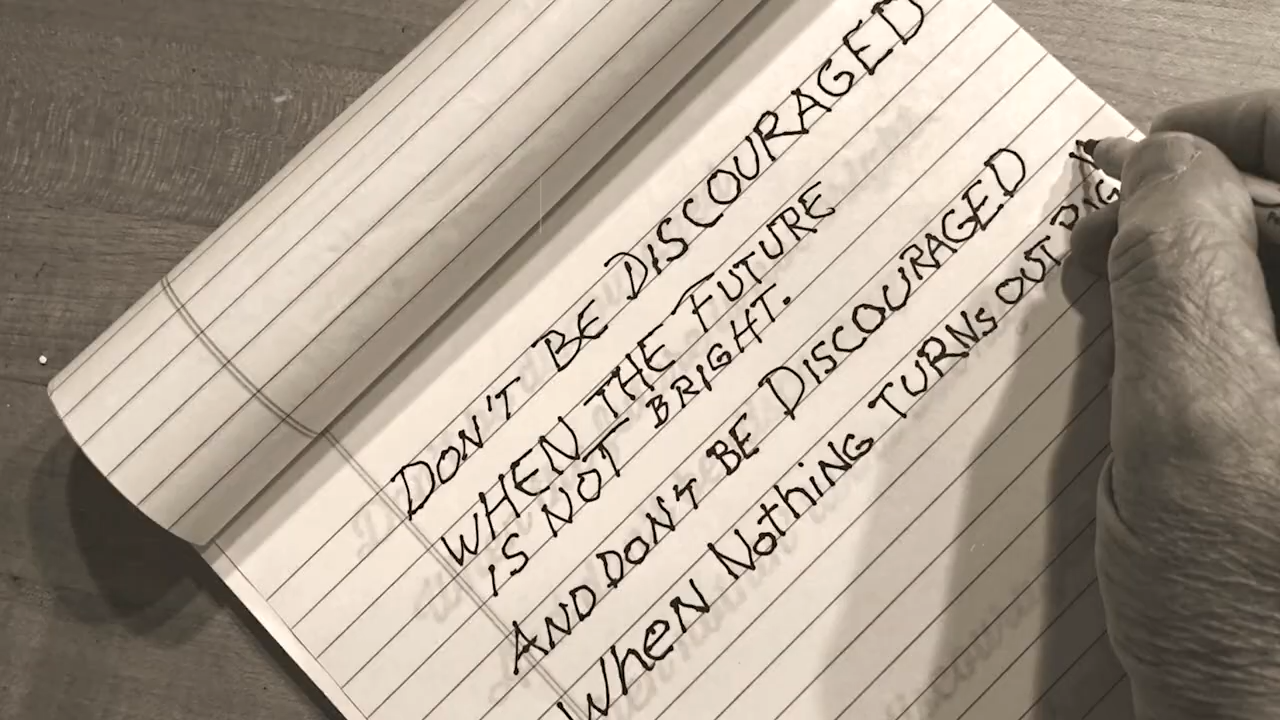 DON'T BE DISCOURAGED
WHEN THE FUTURE
IS NOT BRIGHT.
AND DON'T BE DISCOURAGED
WheN NothiNG TURNs OUT